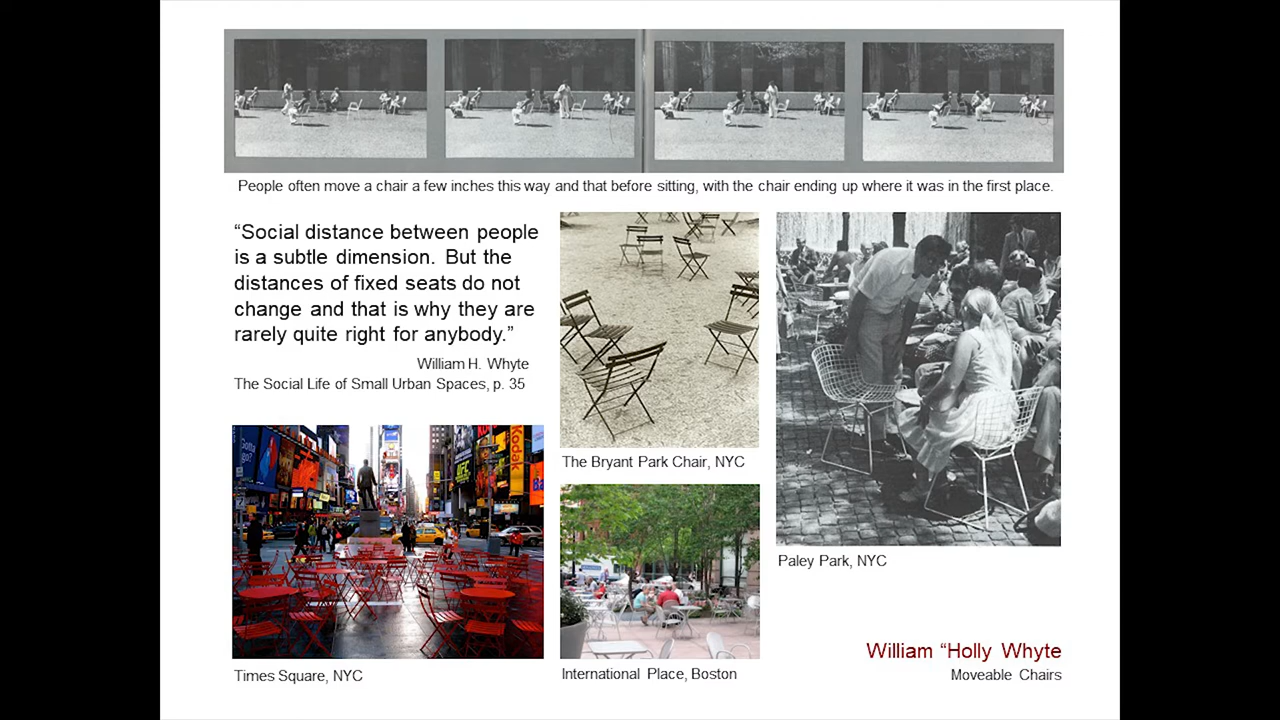 People often move a chair a few inches this way and that before sitting, with the chair ending up where it was in the first place.
“Social distance between people
is a subtle dimension. But the
distances of fixed seats do not
change and that is why they are
rarely quite right for anybody.”
William H. Whyte
The Social Life of Small Urban Spaces, p. 35
The Bryant Park Chair, NYC
Paley Park, NYC
Kodak
Times Square, NYC
International Place, Boston
William “Holly Whyte
Moveable Chairs